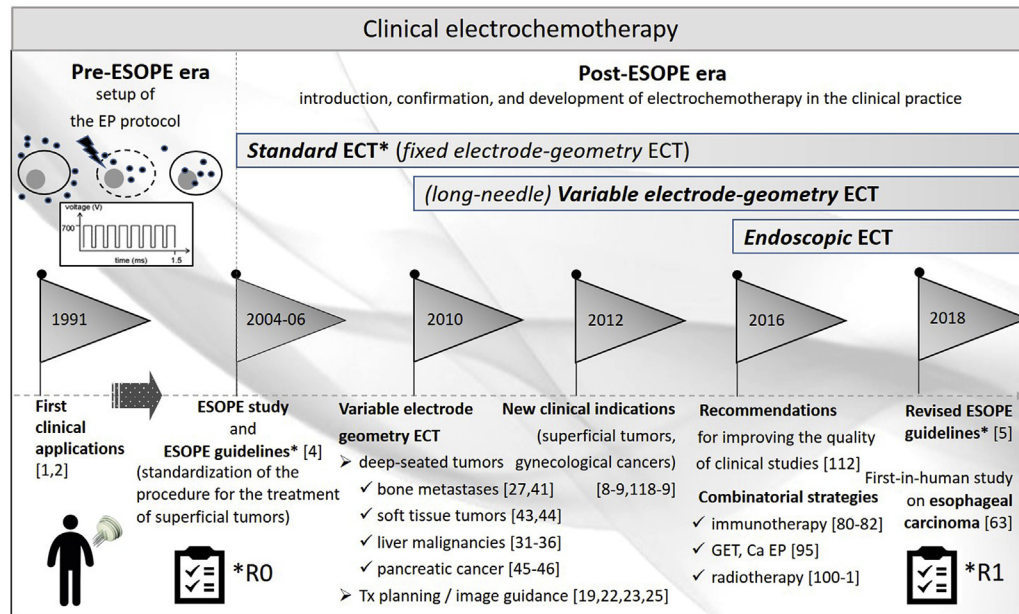 Clinical electrochemotherapy
Pre-ESOPE era
setup of
the EP protocol
voltage (V)
700
time (ms)
1.5
Post-ESOPE era
introduction, confirmation, and development of electrochemotherapy in the clinical practice
Standard ECT* (fixed electrode-geometry ECT)
(long-needle) Variable electrode-geometry ECT
Endoscopic ECT
1991
2004-06
2010
2012
2016
2018
First
clinical
applications
[1,2]
ESOPE study
and
ESOPE guidelines* [4]
(standardization of the
procedure for the treatment
of superficial tumors)
*R0
Variable electrode
geometry ECT
➢ deep-seated tumors
✓ bone metastases [27,41]
✓ soft tissue tumors [43,44]
✓ liver malignancies [31-36]
✓ pancreatic cancer [45-46]
➢ Tx planning / image guidance [19,22,23,25]
New clinical indications
(superficial tumors,
gynecological cancers)
[8-9,118-9]
Recommendations
for improving the quality
of clinical studies [112]
Combinatorial strategies
✓ immunotherapy [80-82]
✓ GET, Ca EP [95]
✓ radiotherapy [100-1]
Revised ESOPE
guidelines* [5]
First-in-human study
on esophageal
carcinoma [63]
*R1